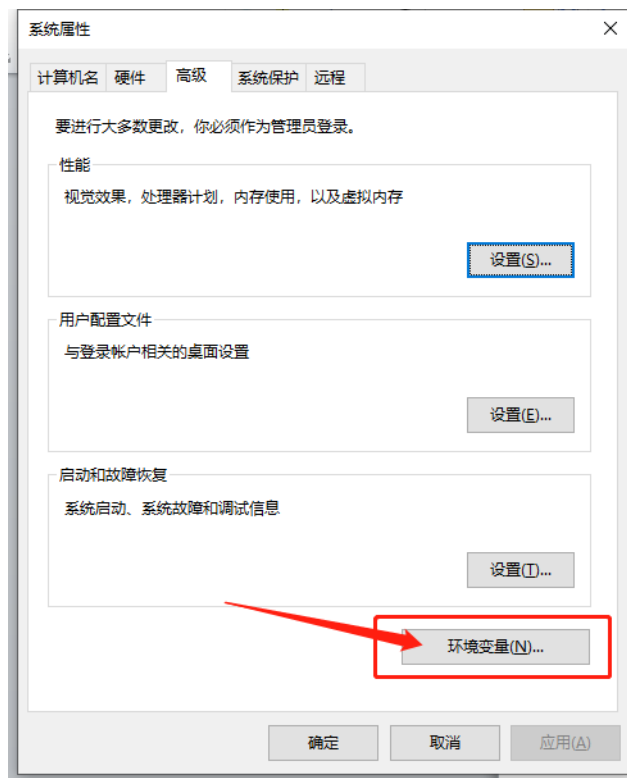 系统属性
计算机名 硬件 高级 系统保护 远程
要进行大多数更改，你必须作为管理员登录。
性能
视觉效果，处理器计划，内存使用，以及虚拟内存
设置(S)...
用户配置文件
与登录帐户相关的桌面设置
设置(E)...
启动和故障恢复
系统启动、系统故障和调试信息
设置(T)...
环境变量(N)...
确定 取消 应用(A)